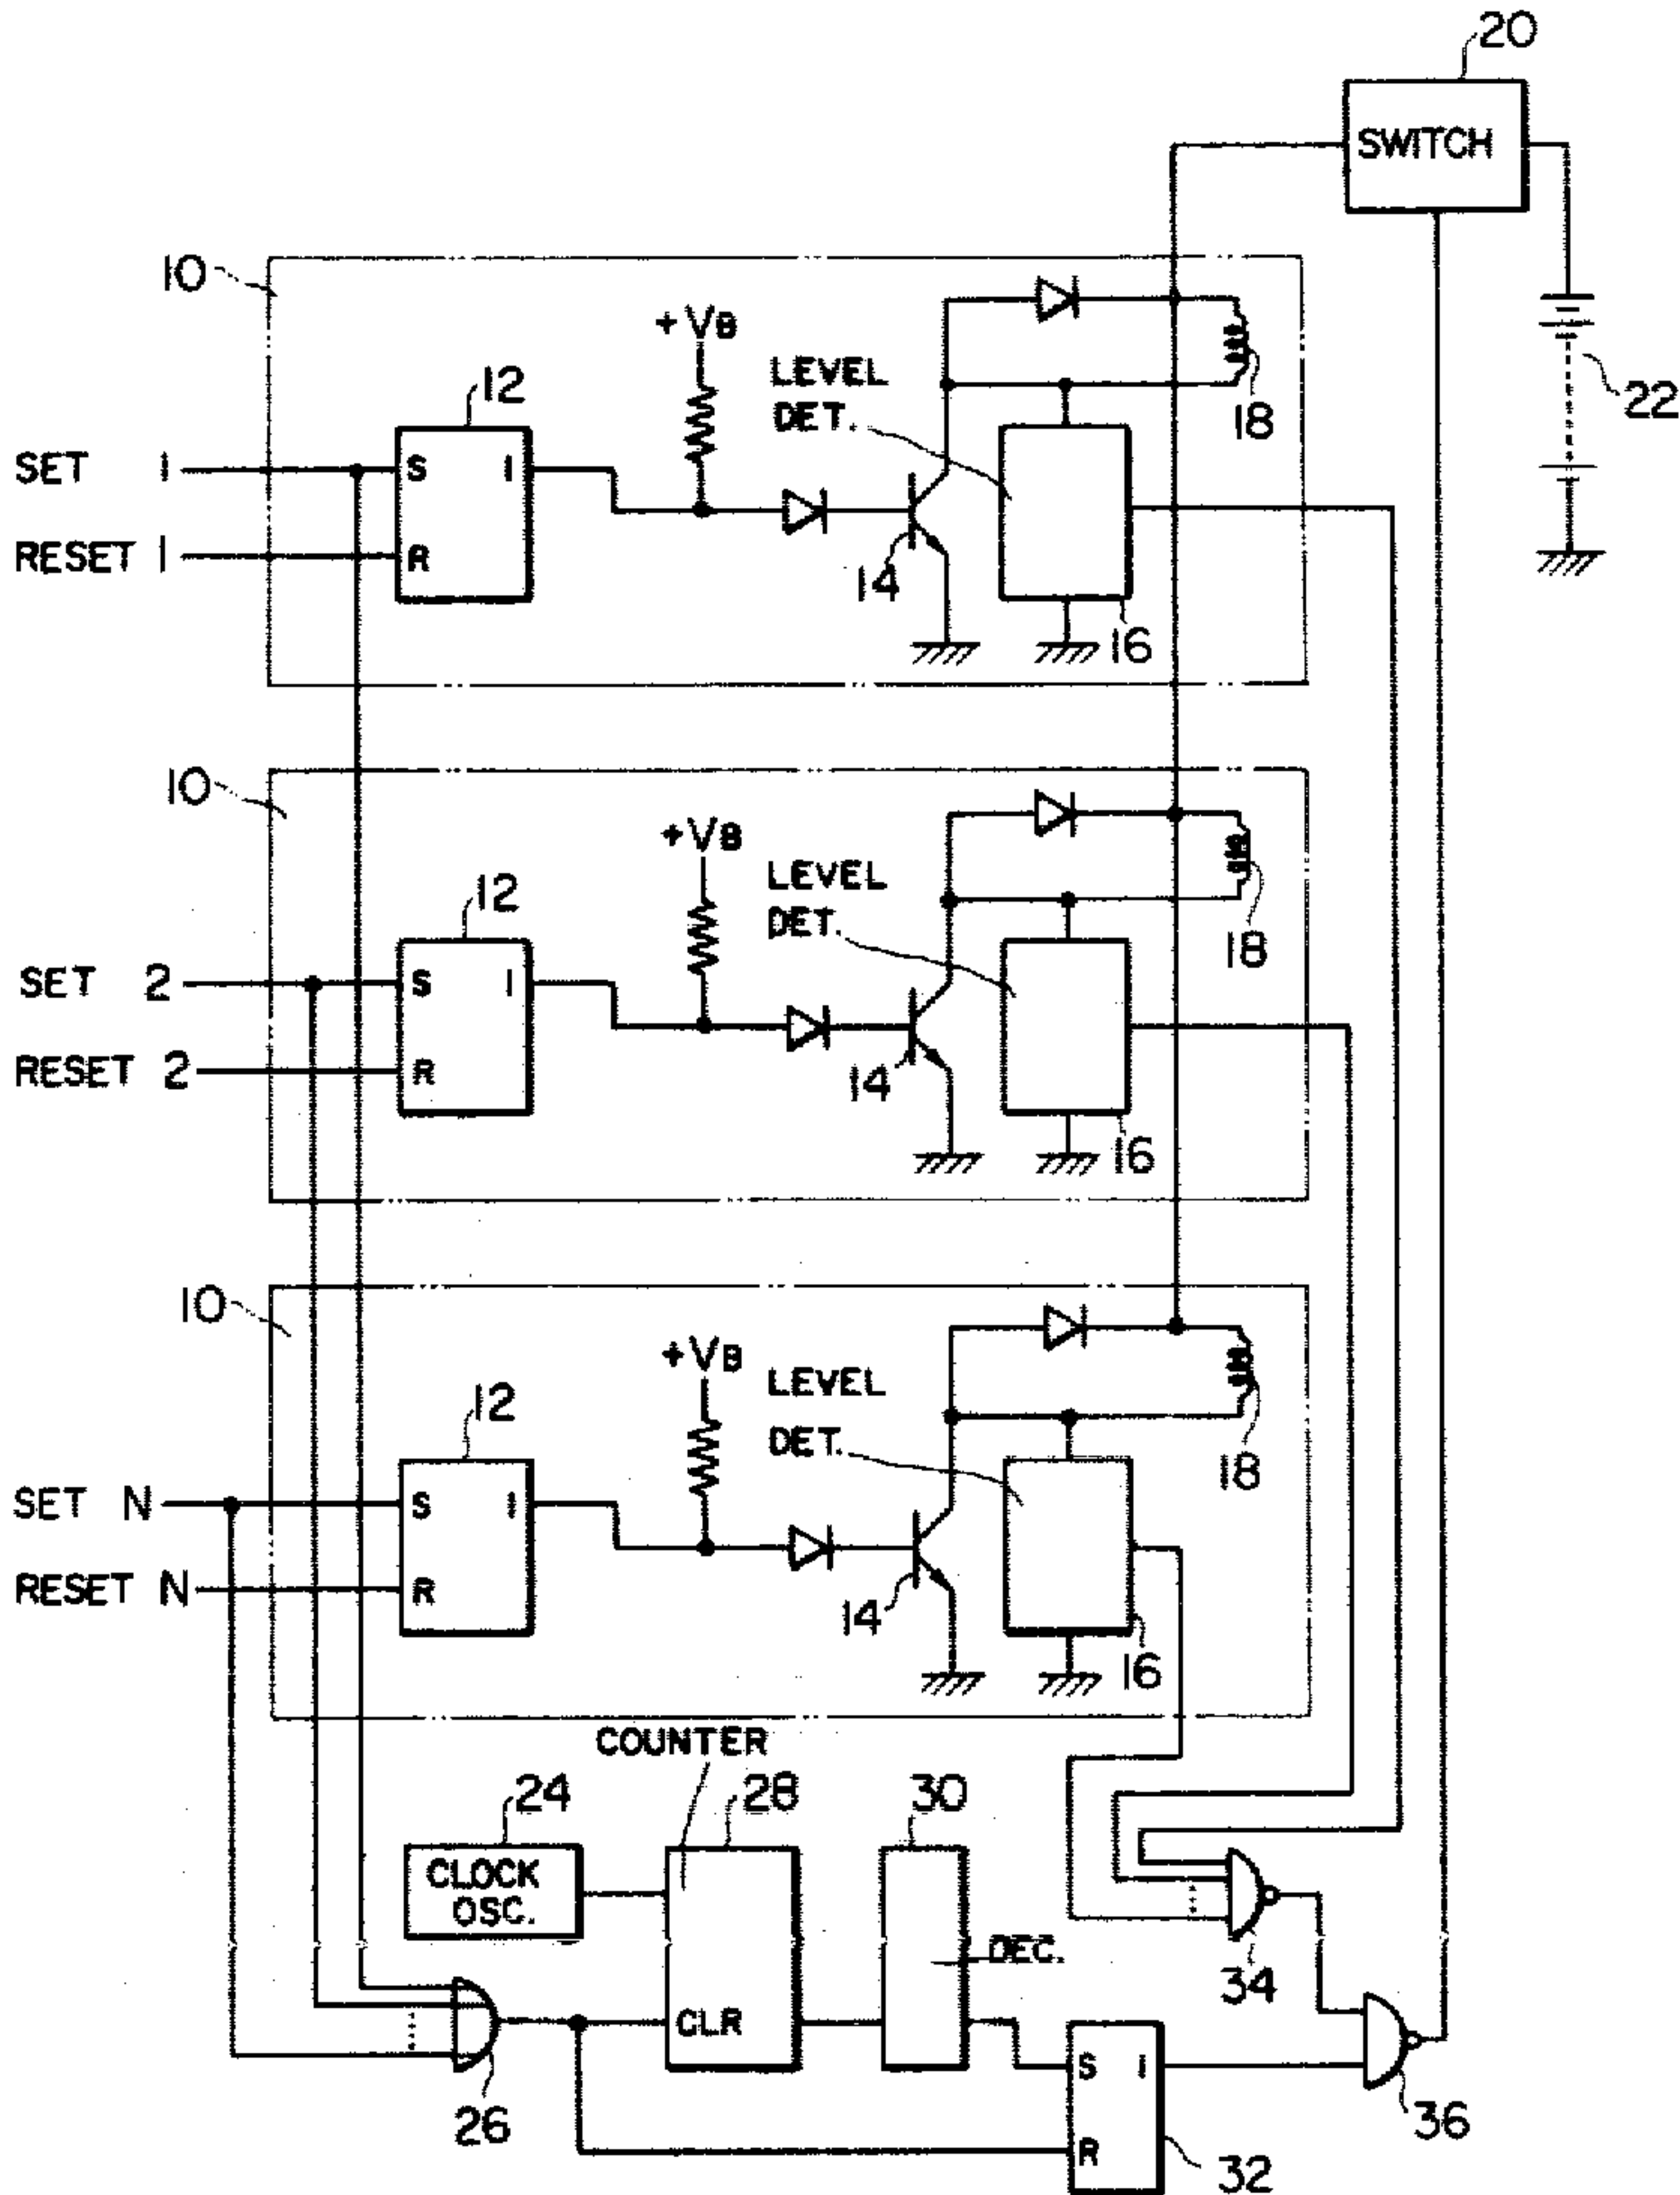 20
SWITCH
22
10
+VB
LEVEL
DET.
12
18
SET 1
S 1
RESET 1
R
14
16
10
+VB
LEVEL
DET.
12
18
SET 2
S 1
RESET 2
R
14
16
10
+VB
LEVEL
DET.
12
18
SET N
S 1
RESET N
R
14
16
COUNTER
24
28
30
CLOCK
OSC.
DEC.
34
CLR
S 1
26
36
R
32